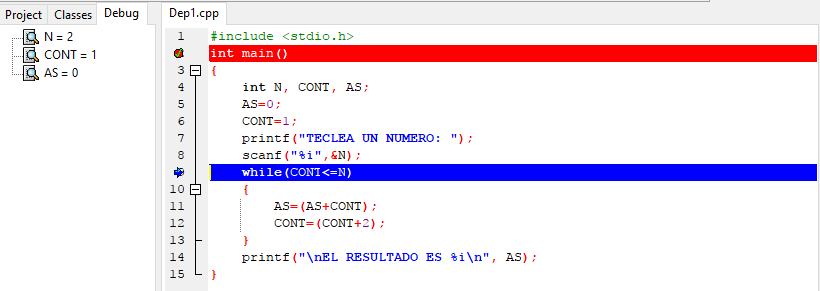 Project Classes Debug
N = 2
CONT = 1
AS = 0
Dep1.cpp
1 #include <stdio.h>
int main()
3 {
4 int N, CONT, AS;
5 AS=0;
6 CONT=1;
7 printf("TECLEA UN NUMERO: ");
8 scanf("%i",&N);
while(CONT<=N)
10 {
11 AS=(AS+CONT);
12 CONT=(CONT+2);
13 }
14 printf("\nEL RESULTADO ES %i\n", AS);
15 }